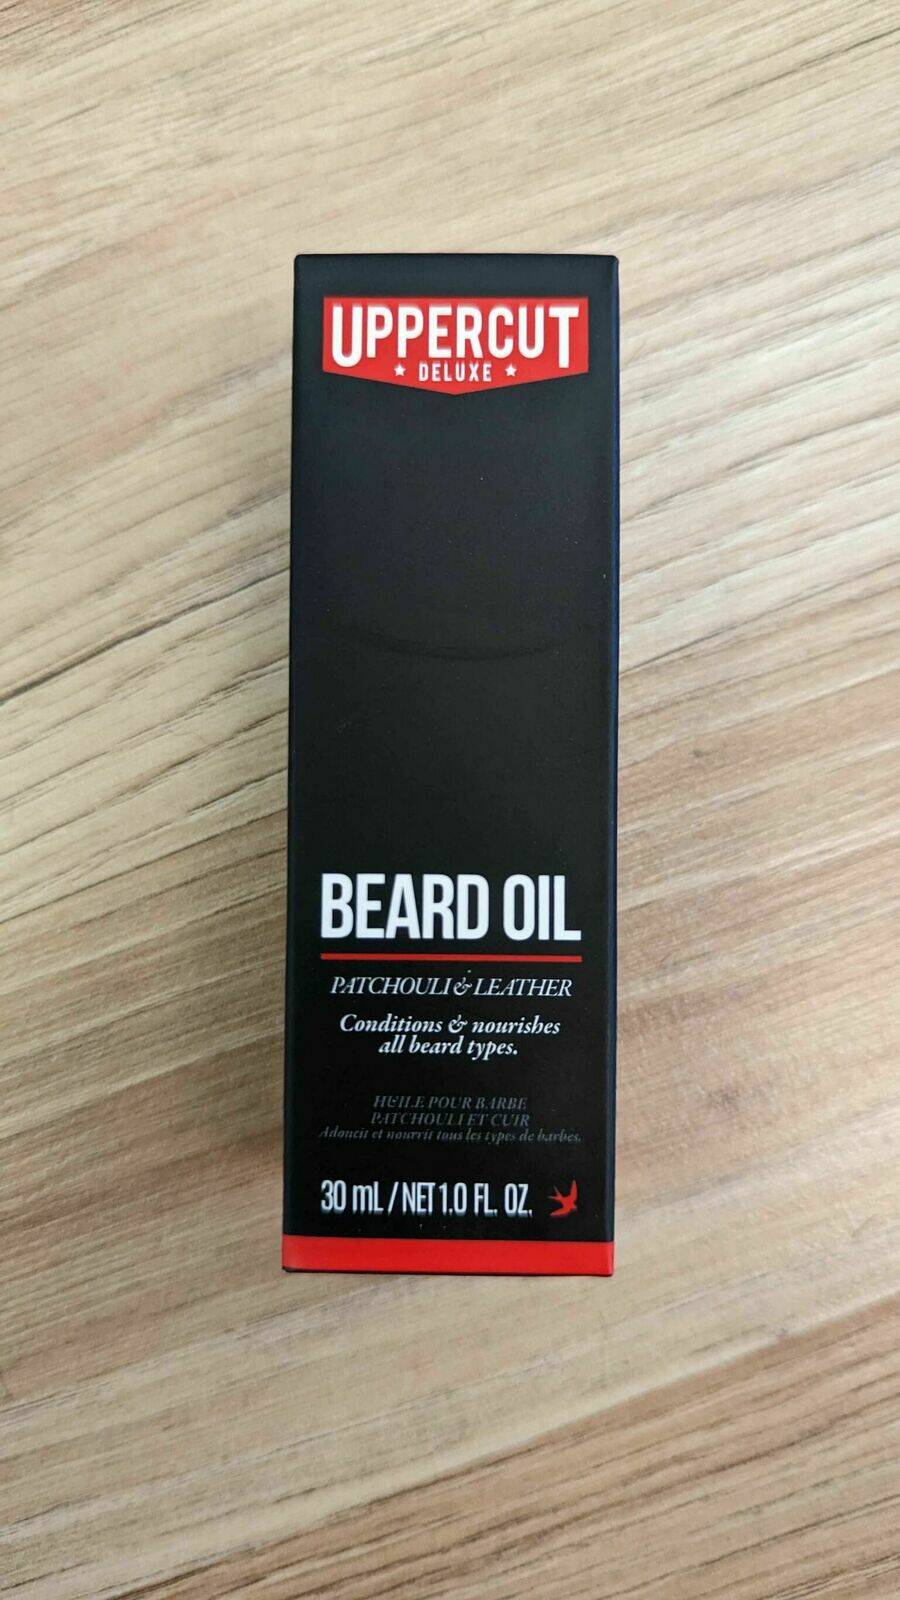 UPPERCUT
DELUXE
BEARD OIL
PATCHOULI & LEATHER
Conditions & nourishes
all beard types.
HUILE POUR BARBE
PATCHOULI ET CUIR
Adoucit et nourrit tous les types de barbes.
30 mL / NET 1.0 FL. OZ.